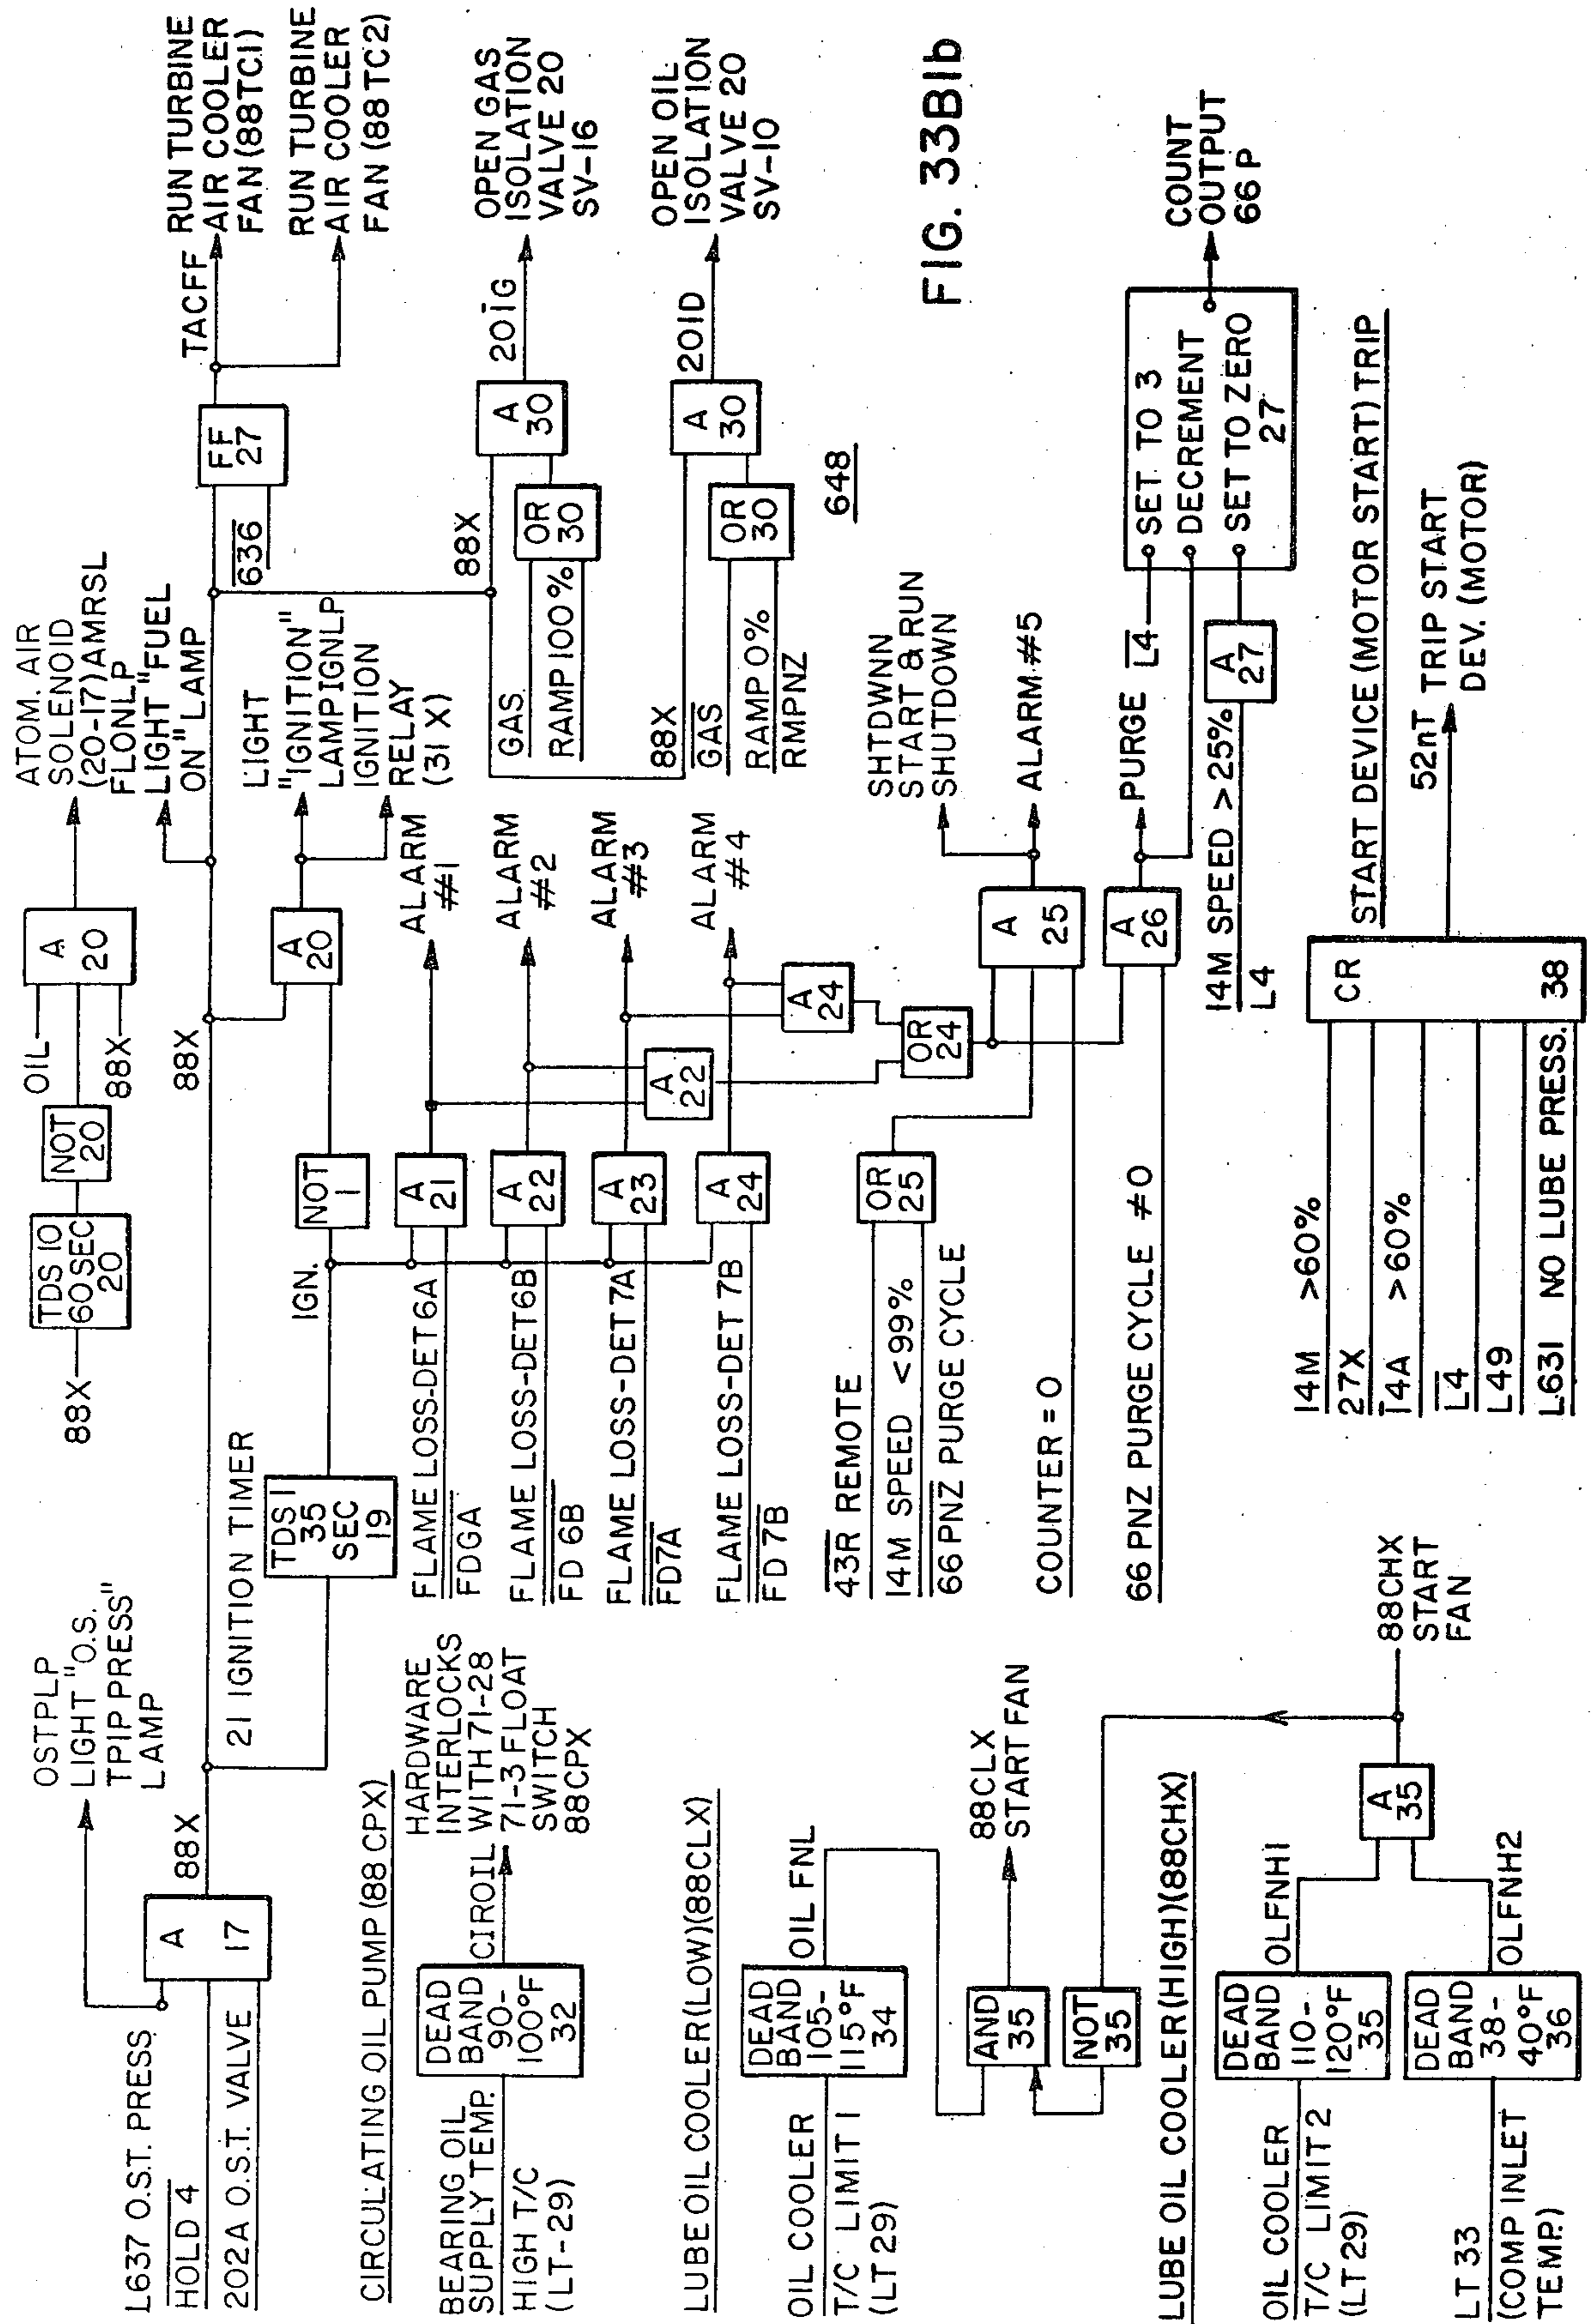 L637 O.S.T. PRESS
HOLD 4
202A O.S.T. VALVE
A
17
OSTPLP
LIGHT "O.S.
TPIP PRESS"
LAMP
88X
21 IGNITION TIMER
TDS 1
35
SEC
19
IGN.
88X
TDS 10
60 SEC
20
NOT
20
OIL
88X
A
20
ATOM. AIR
SOLENOID
(20-17) AMRSL
FLONLP
LIGHT "FUEL
ON" LAMP
88X
NOT
1
A
20
LIGHT
"IGNITION"
LAMPIGNLP
IGNITION
RELAY
(31 X)
636
FF
27
TACFF
RUN TURBINE
AIR COOLER
FAN (88TC1)
RUN TURBINE
AIR COOLER
FAN (88TC2)
88X
GAS
RAMP 100%
OR
30
A
30
201G
OPEN GAS
ISOLATION
VALVE 20
SV-16
88X
GAS
RAMP 0%
RMPNZ
OR
30
A
30
201D
OPEN OIL
ISOLATION
VALVE 20
SV-10
648
FIG. 33B1b
FLAME LOSS-DET 6A
FDGA
A
21
ALARM
#1
FLAME LOSS-DET 6B
FD 6B
A
22
ALARM
#2
FLAME LOSS-DET 7A
FD7A
A
23
ALARM
#3
FLAME LOSS-DET 7B
FD 7B
A
24
ALARM
#4
A
22
A
24
OR
24
43R REMOTE
14M SPEED <99%
66 PNZ PURGE CYCLE
OR
25
COUNTER = 0
A
25
SHTDWNN
START & RUN
SHUTDOWN
ALARM #5
66 PNZ PURGE CYCLE ≠0
A
26
PURGE
L4
14M SPEED >25%
L4
A
27
SET TO 3
DECREMENT
SET TO ZERO
27
COUNT
OUTPUT
66 P
CIRCULATING OIL PUMP (88 CPX)
BEARING OIL
SUPPLY TEMP.
HIGH T/C
(LT-29)
DEAD
BAND
90-
100°F
32
CIROIL
HARDWARE
INTERLOCKS
WITH 71-28
71-3 FLOAT
SWITCH
88CPX
LUBE OIL COOLER (LOW) (88CLX)
OIL COOLER
T/C LIMIT 1
(LT 29)
DEAD
BAND
105-
115°F
34
OIL FNL
AND
35
NOT
35
88CLX
START FAN
LUBE OIL COOLER (HIGH) (88CHX)
OIL COOLER
T/C LIMIT 2
(LT 29)
DEAD
BAND
110-
120°F
35
OLFNH1
LT 33
(COMP INLET
TEMP.)
DEAD
BAND
38-
40°F
36
OLFNH2
A
35
88CHX
START
FAN
START DEVICE (MOTOR START) TRIP
14M >60%
27X
14A >60%
L4
L49
L631 NO LUBE PRESS.
CR
38
52nT
TRIP START
DEV. (MOTOR)